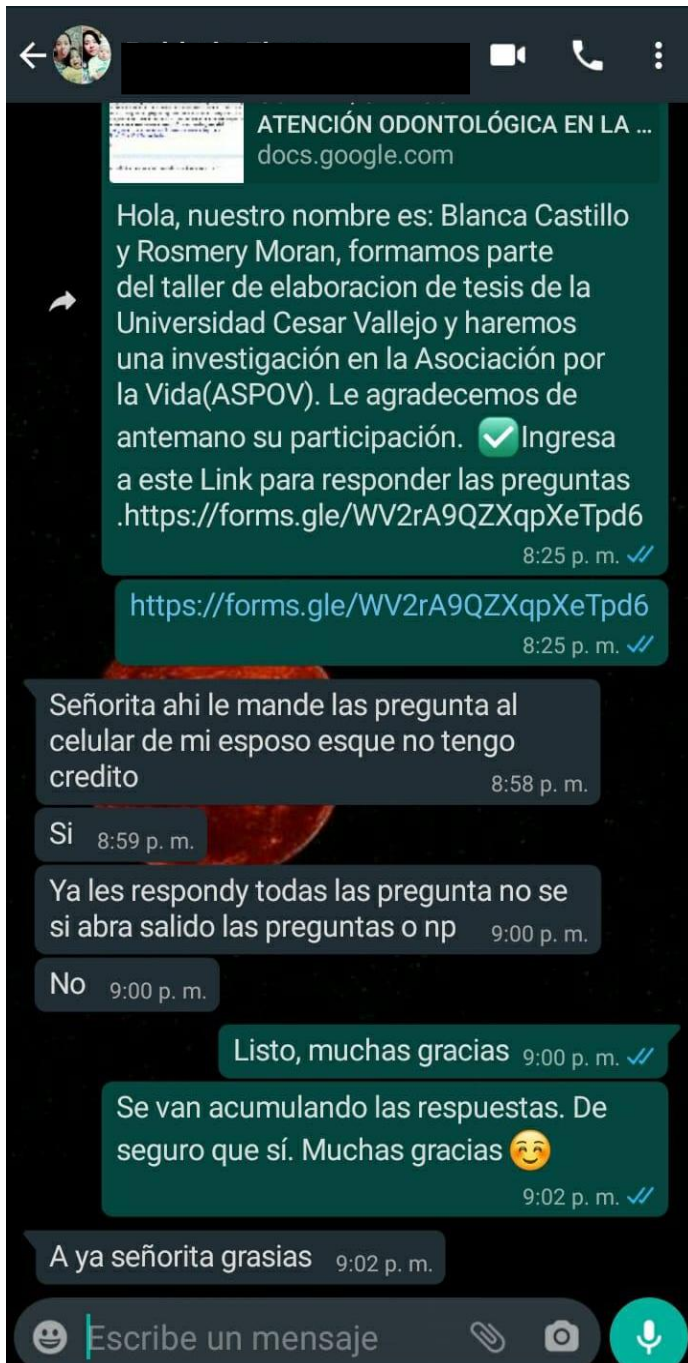 ATENCIÓN ODONTOLÓGICA EN LA ...
docs.google.com
Hola, nuestro nombre es: Blanca Castillo
y Rosmery Moran, formamos parte
del taller de elaboracion de tesis de la
Universidad Cesar Vallejo y haremos
una investigación en la Asociación por
la Vida(ASPOV). Le agradecemos de
antemano su participación. ✅Ingresa
a este Link para responder las preguntas
.https://forms.gle/WV2rA9QZXqpXeTpd6
8:25 p. m.
https://forms.gle/WV2rA9QZXqpXeTpd6
8:25 p. m.
Señorita ahi le mande las pregunta al
celular de mi esposo esque no tengo
credito 8:58 p. m.
Si 8:59 p. m.
Ya les respondy todas las pregunta no se
si abra salido las preguntas o np 9:00 p. m.
No 9:00 p. m.
Listo, muchas gracias 9:00 p. m.
Se van acumulando las respuestas. De
seguro que sí. Muchas gracias ☺️
9:02 p. m.
A ya señorita grasias 9:02 p. m.
Escribe un mensaje